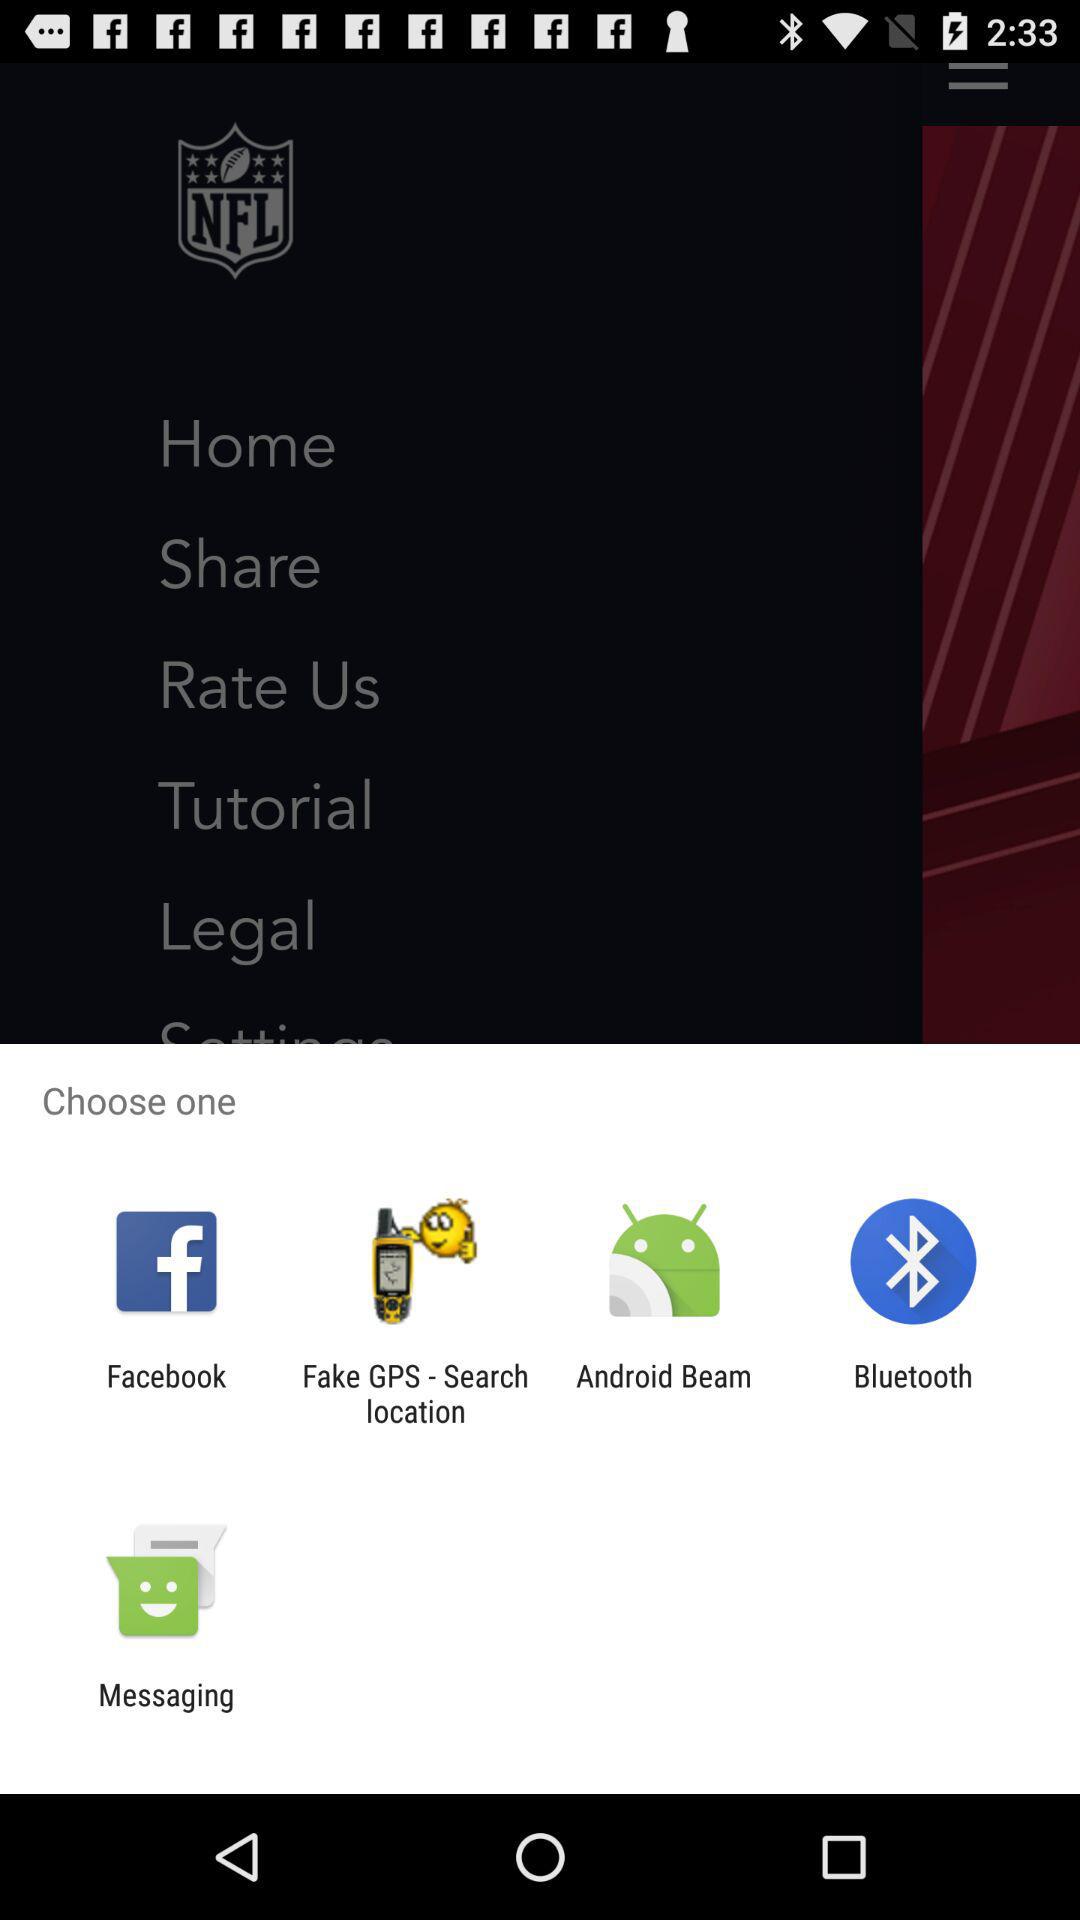 2:33
NFL
Home
Share
Rate Us
Tutorial
Legal
Settings
Choose one
Facebook
Fake GPS - Search
location
Android Beam
Bluetooth
Messaging